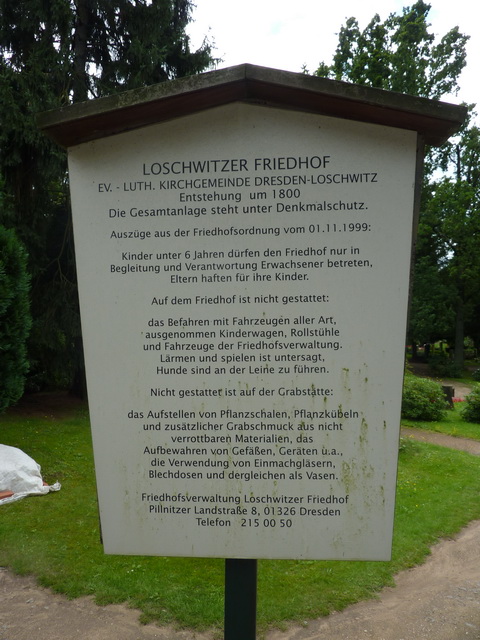 LOSCHWITZER FRIEDHOF
EV. - LUTH. KIRCHGEMEINDE DRESDEN-LOSCHWITZ
Entstehung um 1800
Die Gesamtanlage steht unter Denkmalschutz.
Auszüge aus der Friedhofsordnung vom 01.11.1999:
Kinder unter 6 Jahren dürfen den Friedhof nur in
Begleitung und Verantwortung Erwachsener betreten,
Eltern haften für ihre Kinder.
Auf dem Friedhof ist nicht gestattet:
das Befahren mit Fahrzeugen aller Art,
ausgenommen Kinderwagen, Rollstühle
und Fahrzeuge der Friedhofsverwaltung.
Lärmen und spielen ist untersagt,
Hunde sind an der Leine zu führen.
Nicht gestattet ist auf der Grabstätte:
das Aufstellen von Pflanzschalen, Pflanzkübeln
und zusätzlicher Grabschmuck aus nicht
verrottbaren Materialien, das
Aufbewahren von Gefäßen, Geräten u.a.,
die Verwendung von Einmachgläsern,
Blechdosen und dergleichen als Vasen.
Friedhofsverwaltung Loschwitzer Friedhof
Pillnitzer Landstraße 8, 01326 Dresden
Telefon 215 00 50